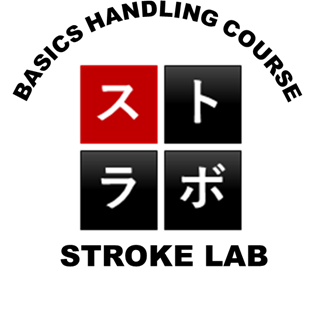 BASICS HANDLING COURSE
スト
ラボ
STROKE LAB